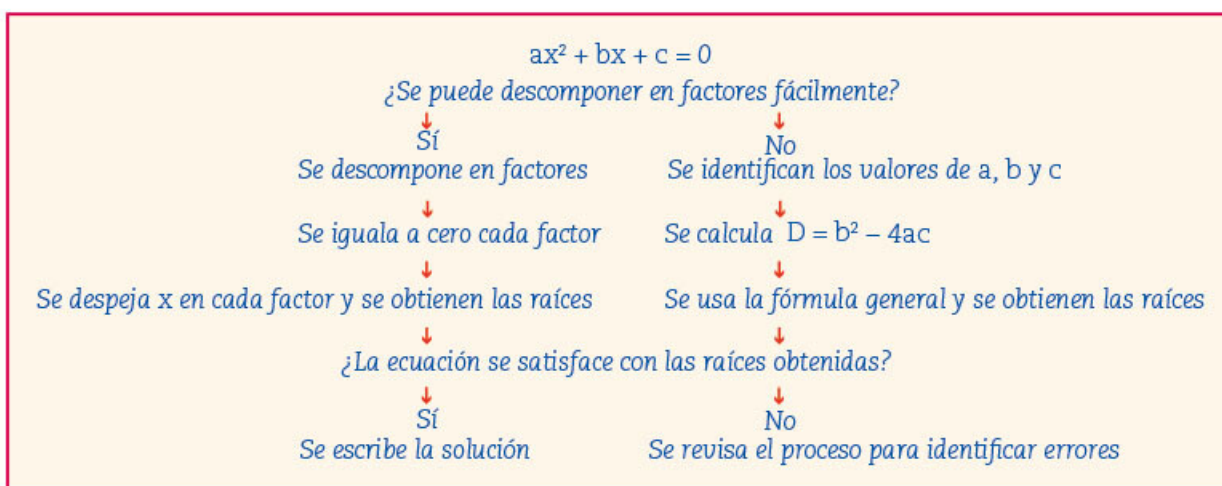 ax² + bx + c = 0
¿Se puede descomponer en factores fácilmente?
Sí No
Se descompone en factores Se identifican los valores de a, b y c
Se iguala a cero cada factor Se calcula D = b² – 4ac
Se despeja x en cada factor y se obtienen las raíces Se usa la fórmula general y se obtienen las raíces
¿La ecuación se satisface con las raíces obtenidas?
Sí No
Se escribe la solución Se revisa el proceso para identificar errores